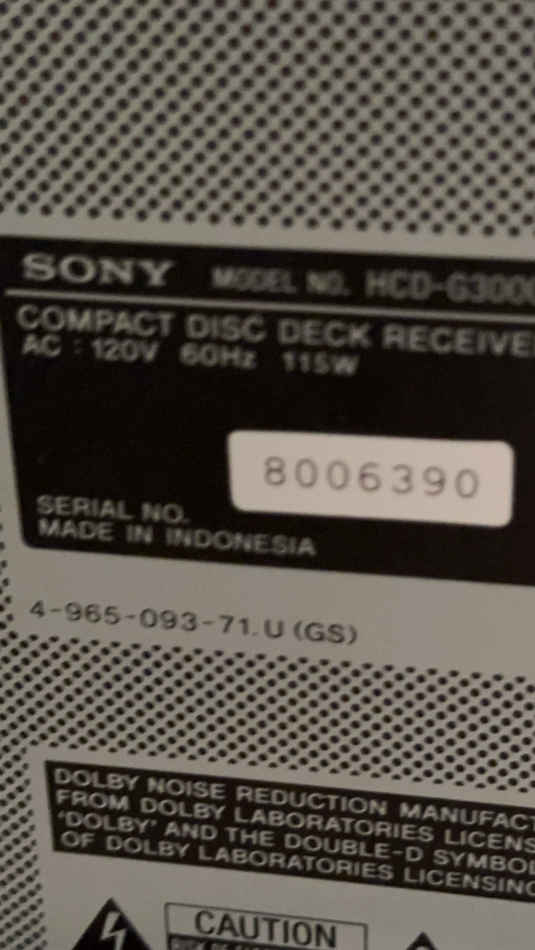 SONY MODEL NO. HCD-G300
COMPACT DISC DECK RECEIVE
AC : 120V 60Hz 115W
8006390
SERIAL NO.
MADE IN INDONESIA
4-965-093-71.U (GS)
DOLBY NOISE REDUCTION MANUFACT
FROM DOLBY LABORATORIES LICENS
'DOLBY' AND THE DOUBLE-D SYMBOL
OF DOLBY LABORATORIES LICENSING
CAUTION